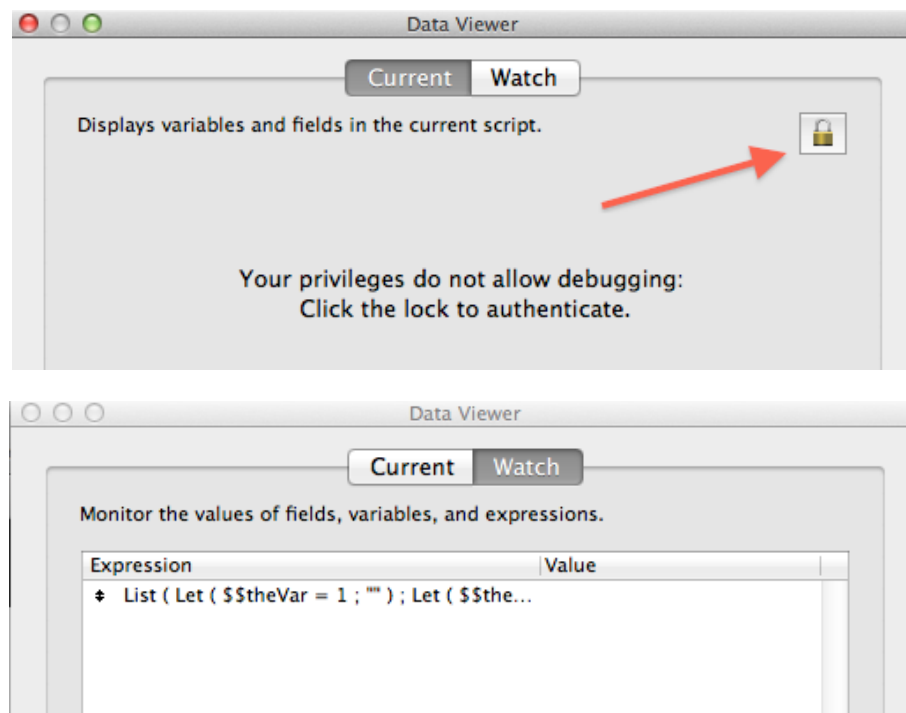 Data Viewer
Current Watch
Displays variables and fields in the current script.
Your privileges do not allow debugging:
Click the lock to authenticate.
Data Viewer
Current Watch
Monitor the values of fields, variables, and expressions.
Expression Value
List ( Let ( $$theVar = 1 ; "" ) ; Let ( $$the...